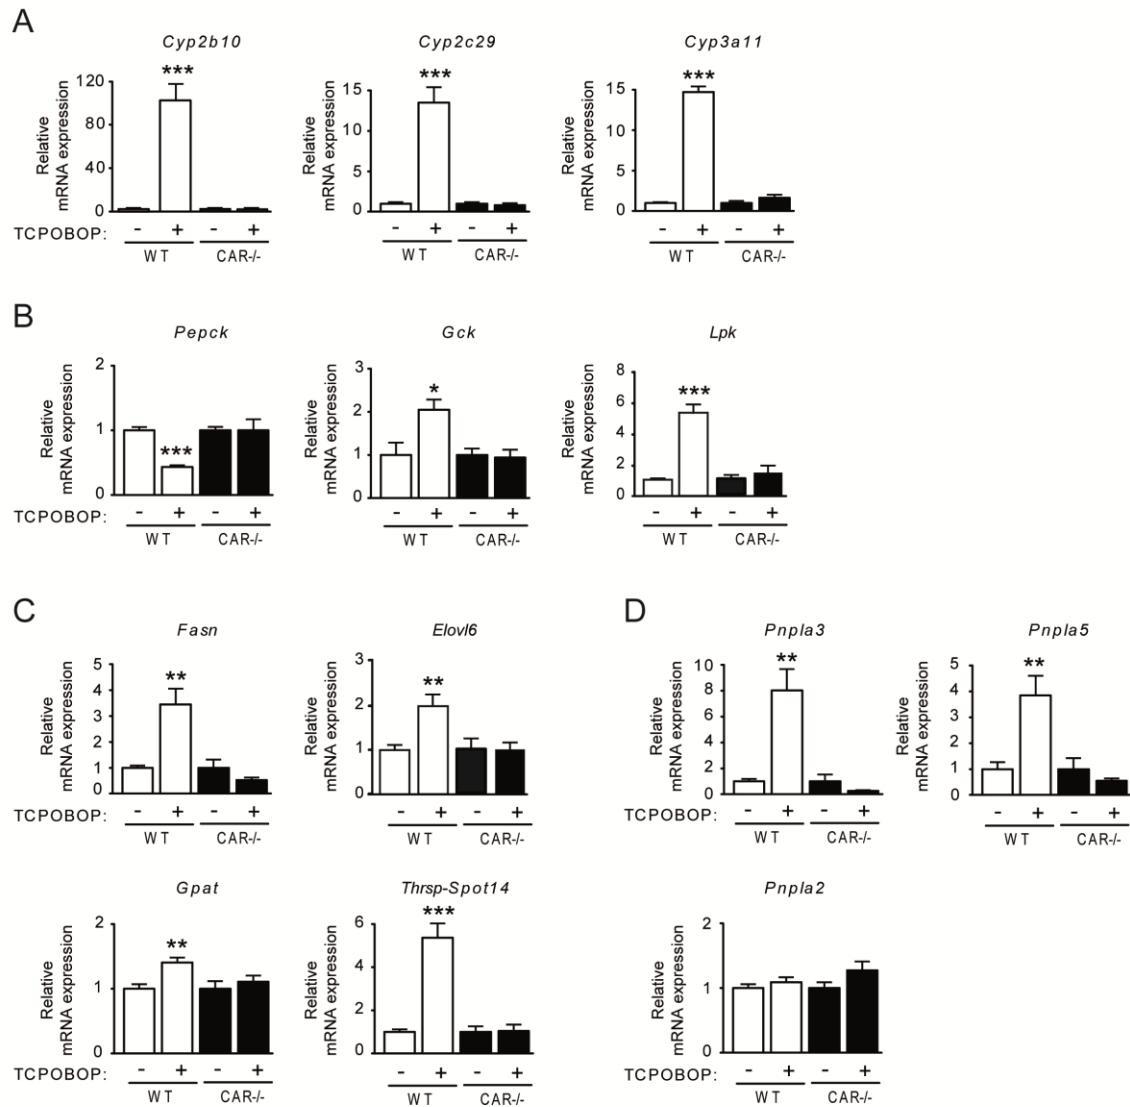 A
Cyp2b10
Cyp2c29
Cyp3a11
Relative
mRNA expression
120
80
40
0
***
Relative
mRNA expression
15
10
5
0
***
Relative
mRNA expression
15
10
5
0
***
TCPOBOP: - + - + - + - + - + - +
WT CAR-/- WT CAR-/- WT CAR-/-
B
Pepck
Gck
Lpk
Relative
mRNA expression
2
1
0
***
Relative
mRNA expression
3
2
1
0
*
Relative
mRNA expression
8
6
4
2
0
***
TCPOBOP: - + - + - + - + - + - +
WT CAR-/- WT CAR-/- WT CAR-/-
C
Fasn
Elovl6
Relative
mRNA expression
5
4
3
2
1
0
**
Relative
mRNA expression
3
2
1
0
**
TCPOBOP: - + - + - + - +
WT CAR-/- WT CAR-/-
Gpat
Thrsp-Spot14
Relative
mRNA expression
2
1
0
**
Relative
mRNA expression
6
4
2
0
***
TCPOBOP: - + - + - + - +
WT CAR-/- WT CAR-/-
D
Pnpla3
Pnpla5
Relative
mRNA expression
10
8
6
4
2
0
**
Relative
mRNA expression
5
4
3
2
1
0
**
TCPOBOP: - + - + - + - +
WT CAR-/- WT CAR-/-
Pnpla2
Relative
mRNA expression
2
1
0
TCPOBOP: - + - +
WT CAR-/-